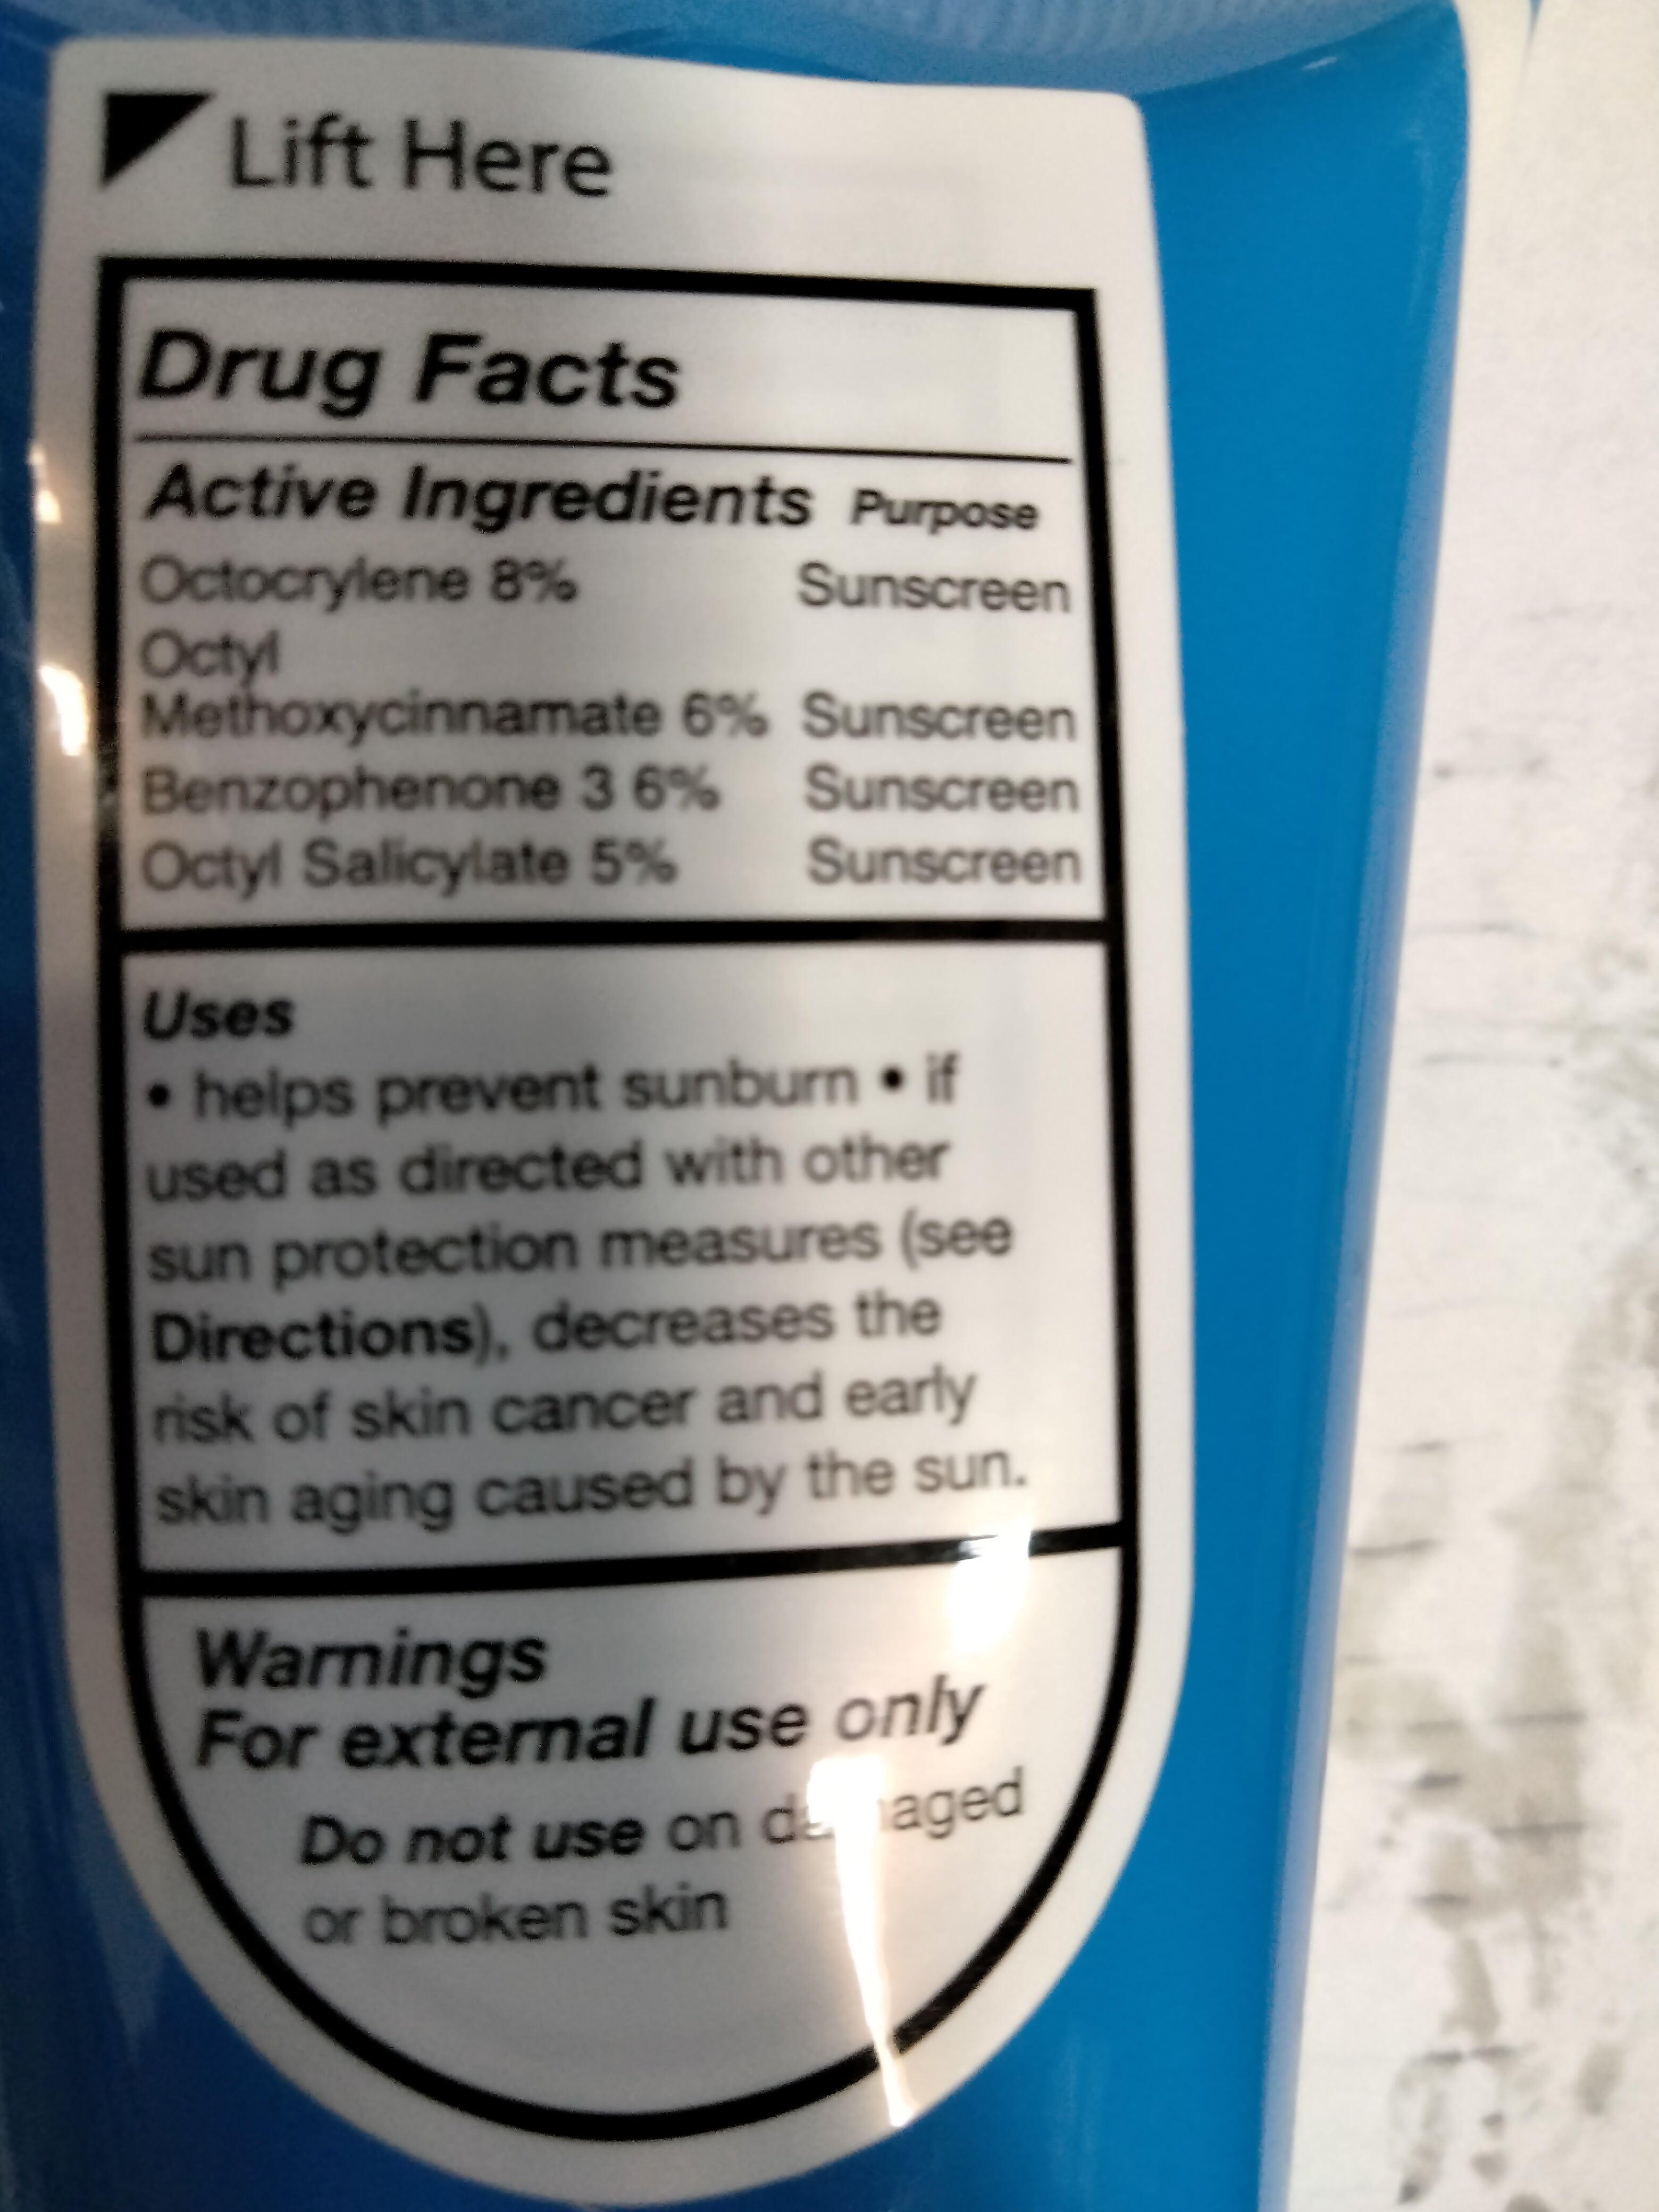 Lift Here
Drug Facts
Active Ingredients Purpose
Octocrylene 8% Sunscreen
Octyl
Methoxycinnamate 6% Sunscreen
Benzophenone 3 6% Sunscreen
Octyl Salicylate 5% Sunscreen
Uses
• helps prevent sunburn • if
used as directed with other
sun protection measures (see
Directions), decreases the
risk of skin cancer and early
skin aging caused by the sun.
Warnings
For external use only
Do not use on damaged
or broken skin